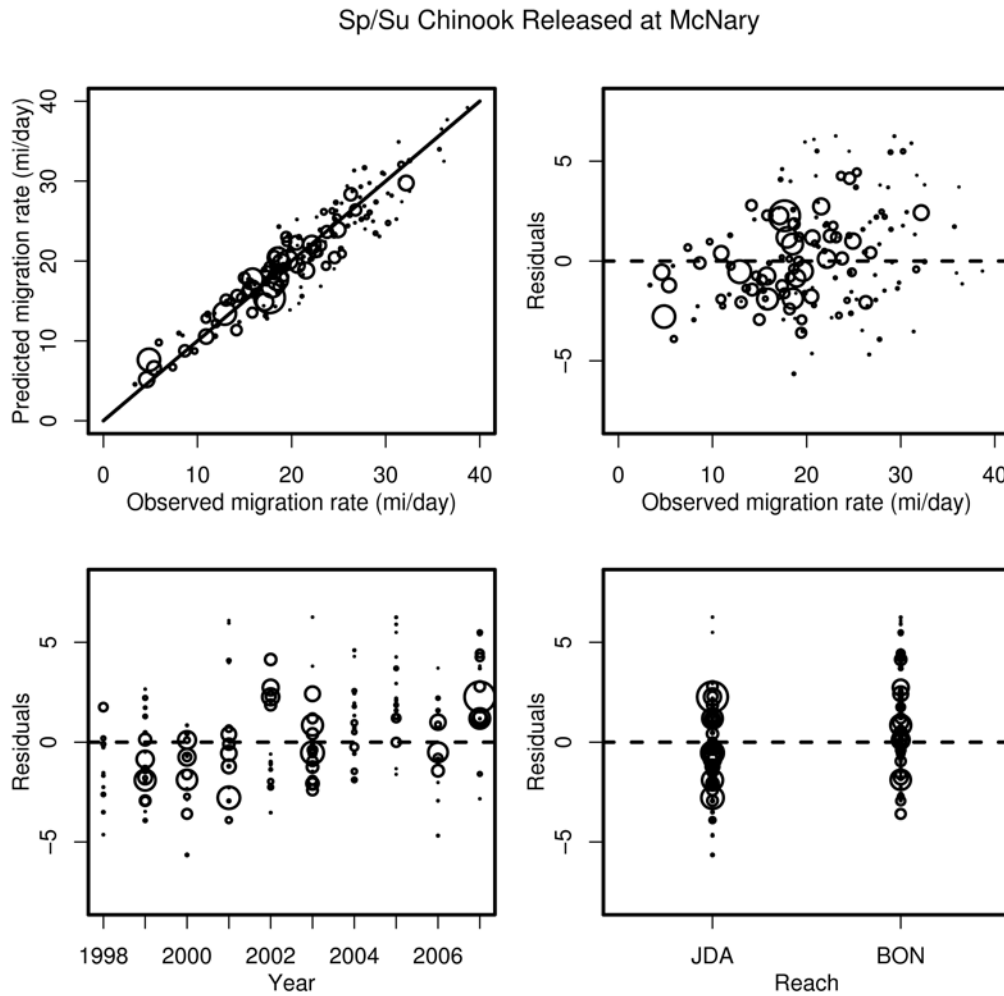 Sp/Su Chinook Released at McNary
Predicted migration rate (mi/day)
0 10 20 30 40
0 10 20 30 40
Observed migration rate (mi/day)
Residuals
−5 0 5
0 10 20 30 40
Observed migration rate (mi/day)
Residuals
−5 0 5
1998 2000 2002 2004 2006
Year
Residuals
−5 0 5
JDA BON
Reach